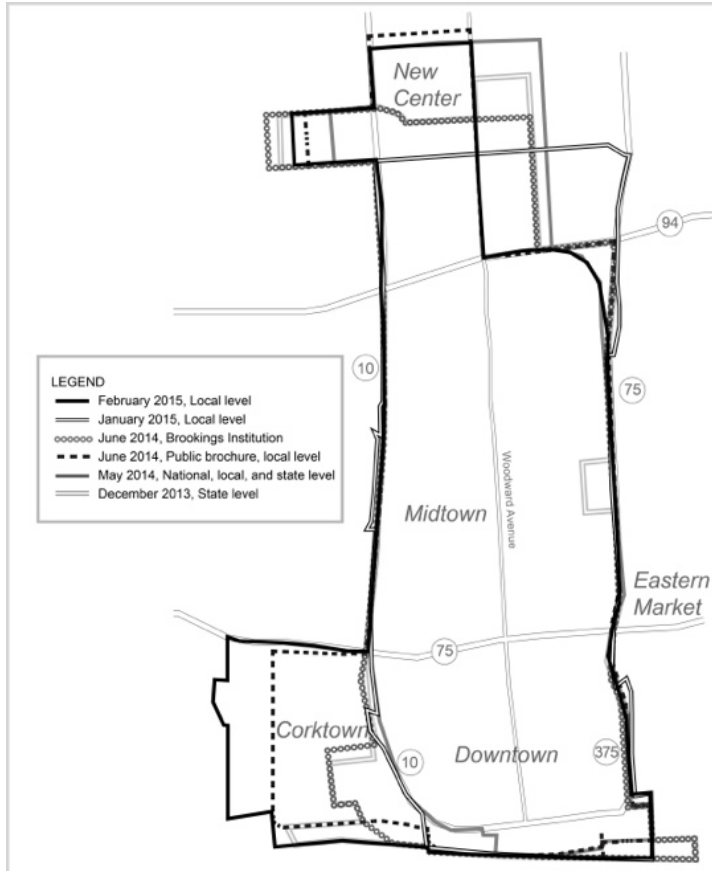 New
Center
94
10
75
LEGEND
February 2015, Local level
January 2015, Local level
June 2014, Brookings Institution
June 2014, Public brochure, local level
May 2014, National, local, and state level
December 2013, State level
Woodward Avenue
Midtown
Eastern
Market
75
Corktown
10
Downtown
375